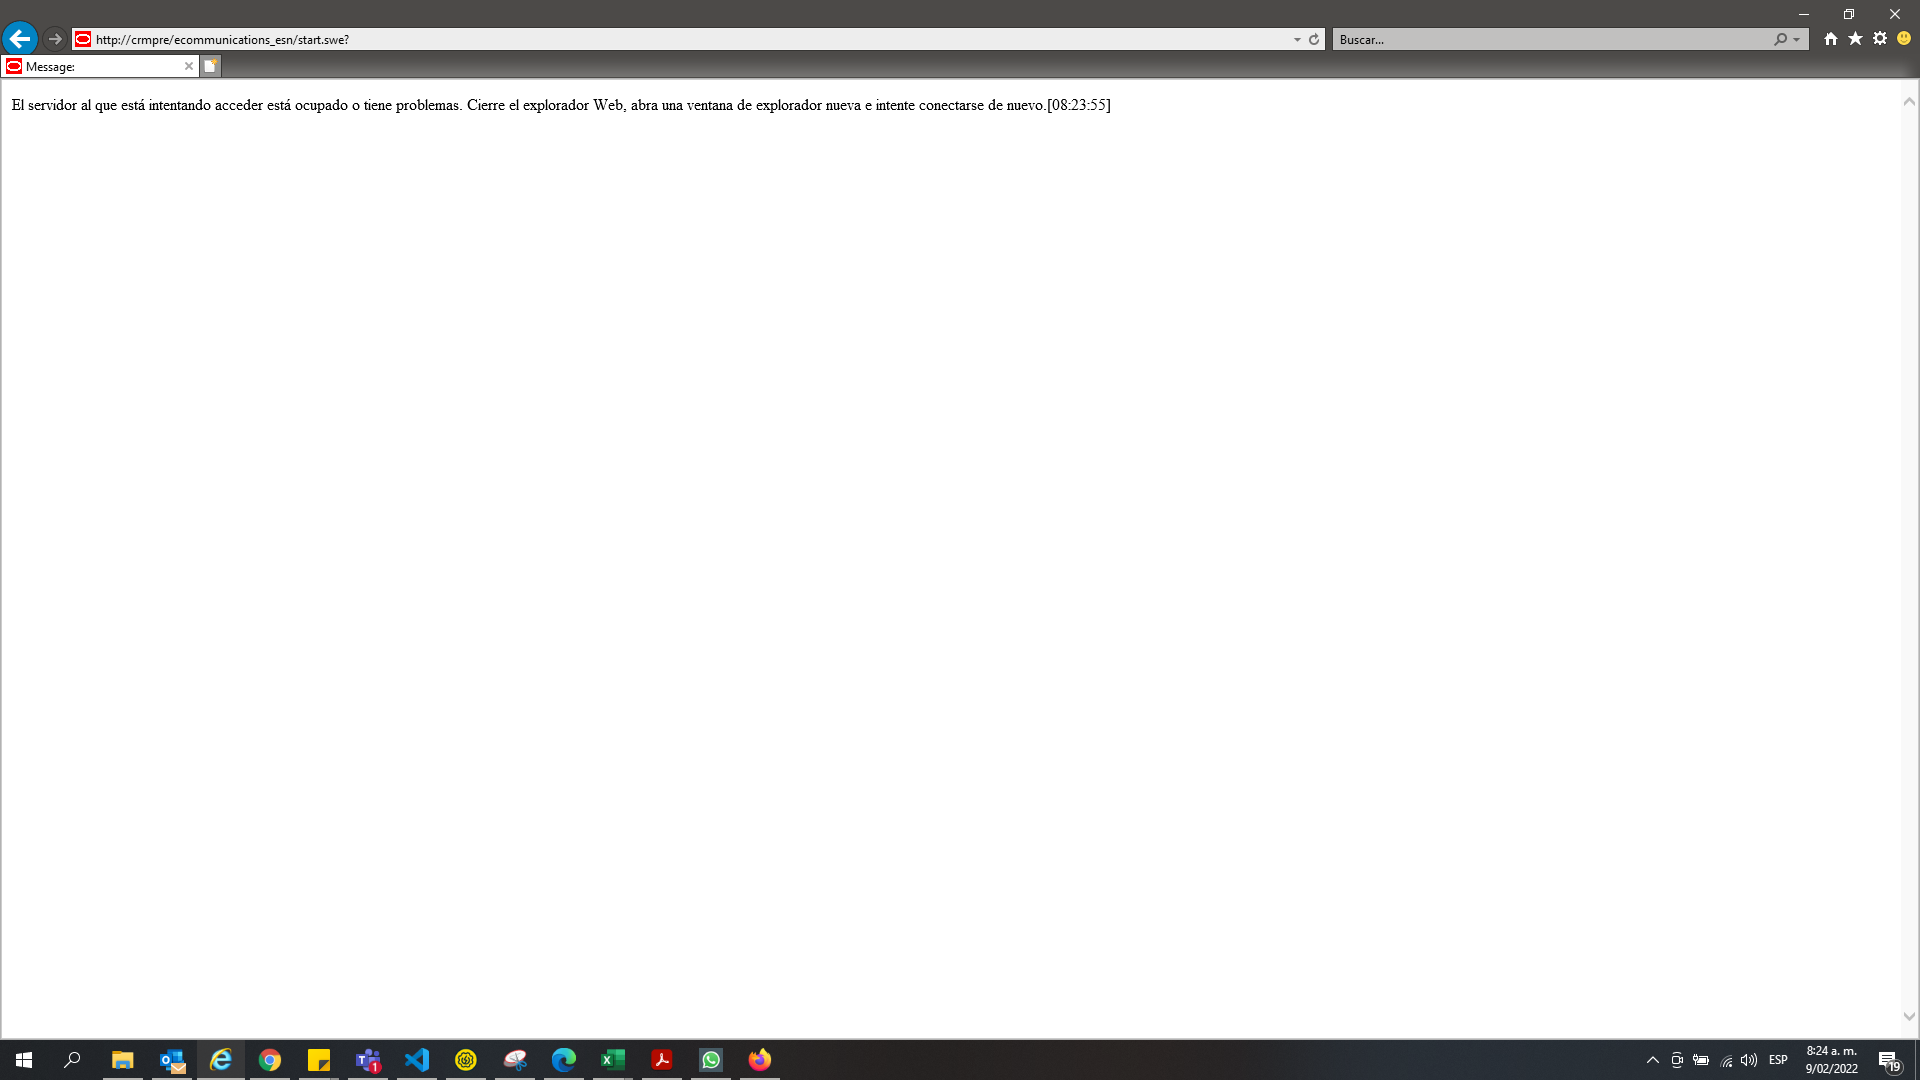 http://crmpre/ecommunications_esn/start.swe?
Buscar...
Message:
El servidor al que está intentando acceder está ocupado o tiene problemas. Cierre el explorador Web, abra una ventana de explorador nueva e intente conectarse de nuevo.[08:23:55]
1
ESP
8:24 a. m.
9/02/2022
19